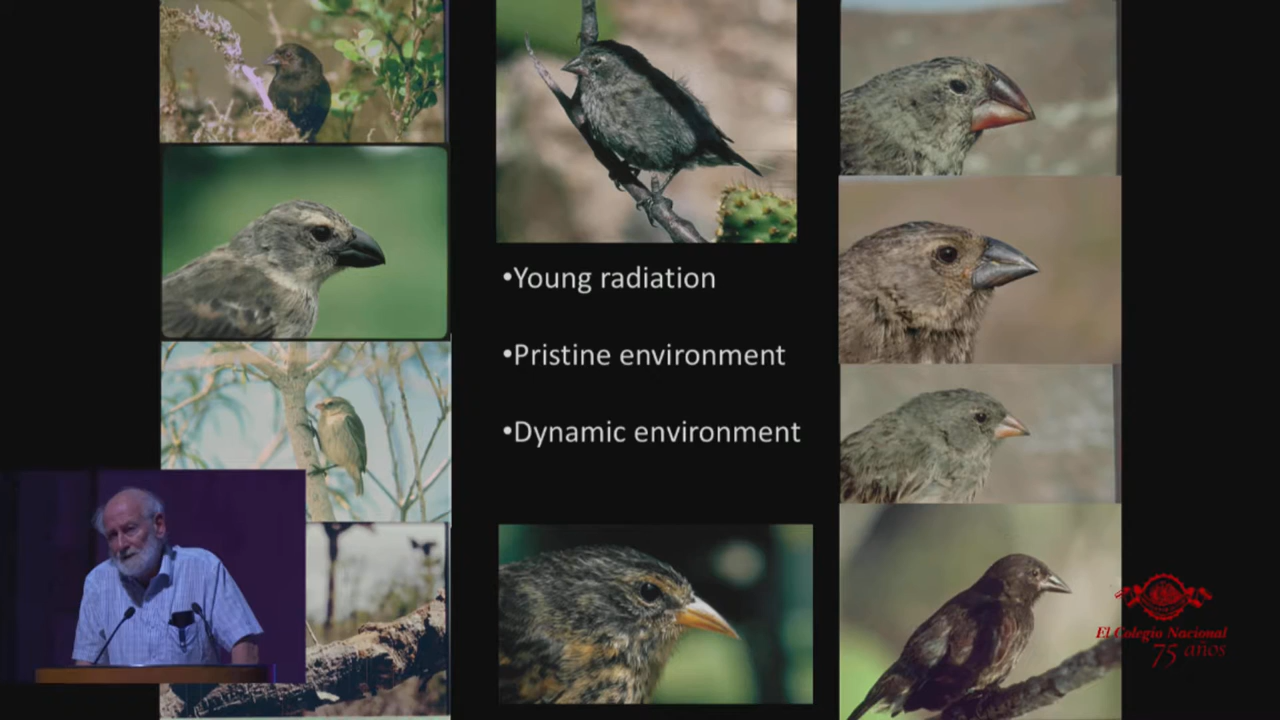 •Young radiation
•Pristine environment
•Dynamic environment
El Colegio Nacional
75 años